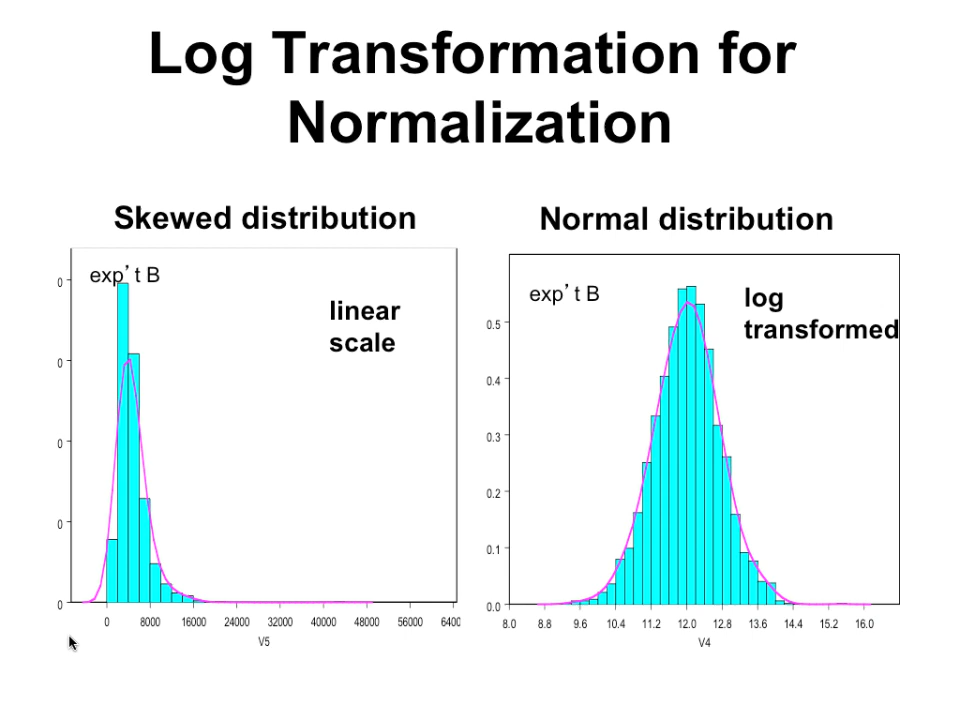 Log Transformation for
Normalization
Skewed distribution
Normal distribution
exp't B
linear
scale
0
0
0
0
0
0 8000 16000 24000 32000 40000 48000 56000 6400
V5
exp't B
log
transformed
0.5
0.4
0.3
0.2
0.1
0.0
8.0 8.8 9.6 10.4 11.2 12.0 12.8 13.6 14.4 15.2 16.0
V4